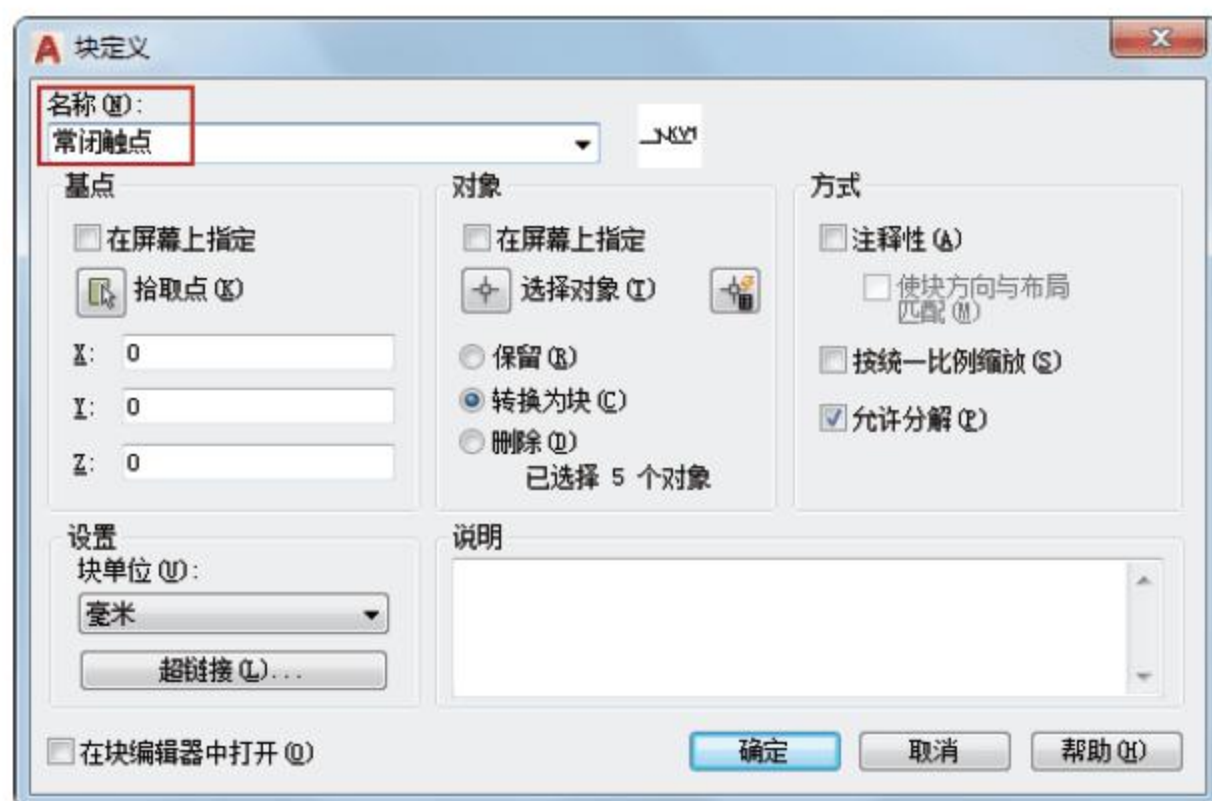 块定义
名称(N):
常闭触点
KM1
基点
在屏幕上指定
拾取点(K)
X: 0
Y: 0
Z: 0
对象
在屏幕上指定
选择对象(T)
保留(R)
转换为块(C)
删除(D)
已选择 5 个对象
方式
注释性(A)
使块方向与布局
匹配(M)
按统一比例缩放(S)
允许分解(P)
设置
块单位(U):
毫米
超链接(L)...
说明
在块编辑器中打开(O)
确定
取消
帮助(H)